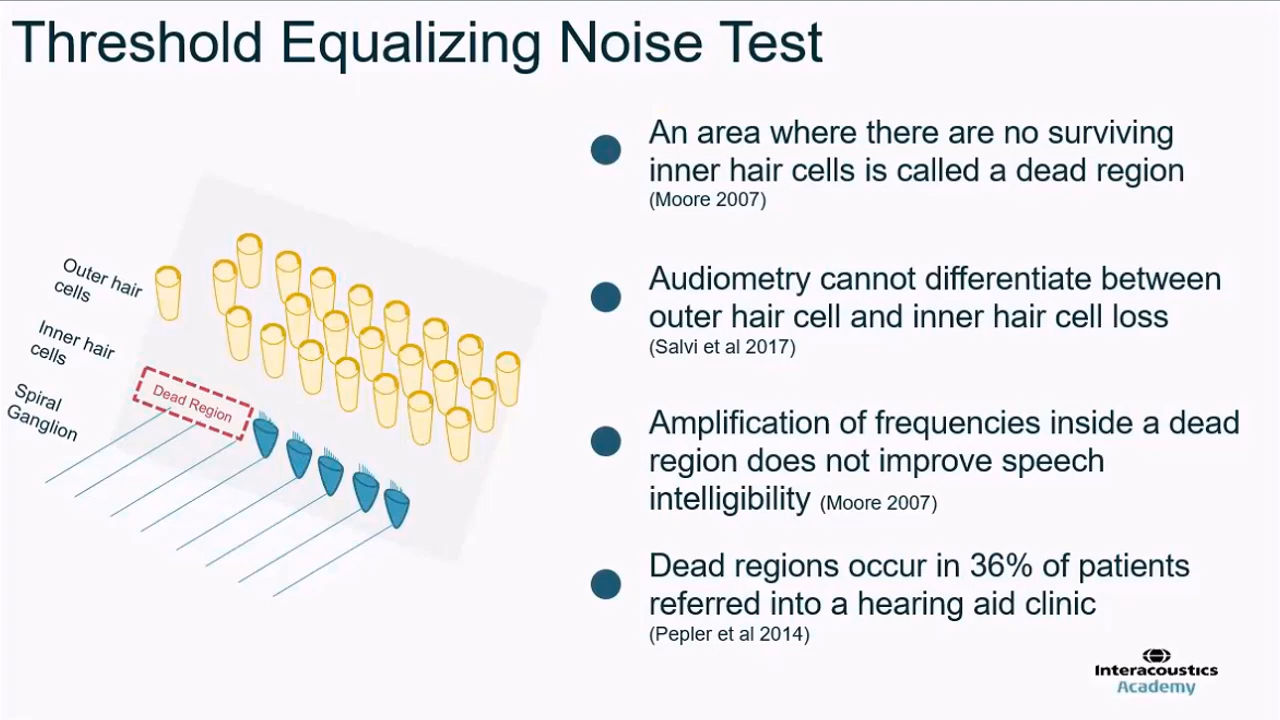 Threshold Equalizing Noise Test
Outer hair
cells
Inner hair
cells
Spiral
Ganglion
Dead Region
An area where there are no surviving
inner hair cells is called a dead region
(Moore 2007)
Audiometry cannot differentiate between
outer hair cell and inner hair cell loss
(Salvi et al 2017)
Amplification of frequencies inside a dead
region does not improve speech
intelligibility (Moore 2007)
Dead regions occur in 36% of patients
referred into a hearing aid clinic
(Pepler et al 2014)
Interacoustics
Academy